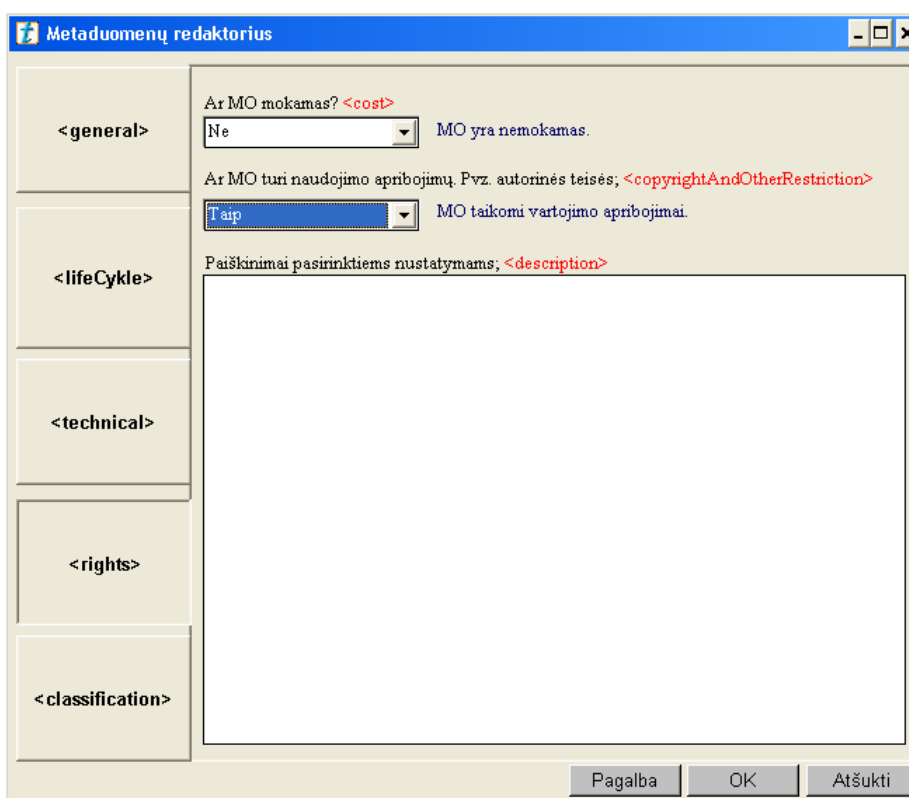 Metaduomenų redaktorius
<general>
<lifeCykle>
<technical>
<rights>
<classification>
Ar MO mokamas? <cost>
Ne
MO yra nemokamas.
Ar MO turi naudojimo apribojimų. Pvz. autorinės teisės; <copyrightAndOtherRestriction>
Taip
MO taikomi vartojimo apribojimai.
Paiškinimai pasirinktiems nustatymams; <description>
Pagalba
OK
Atšukti